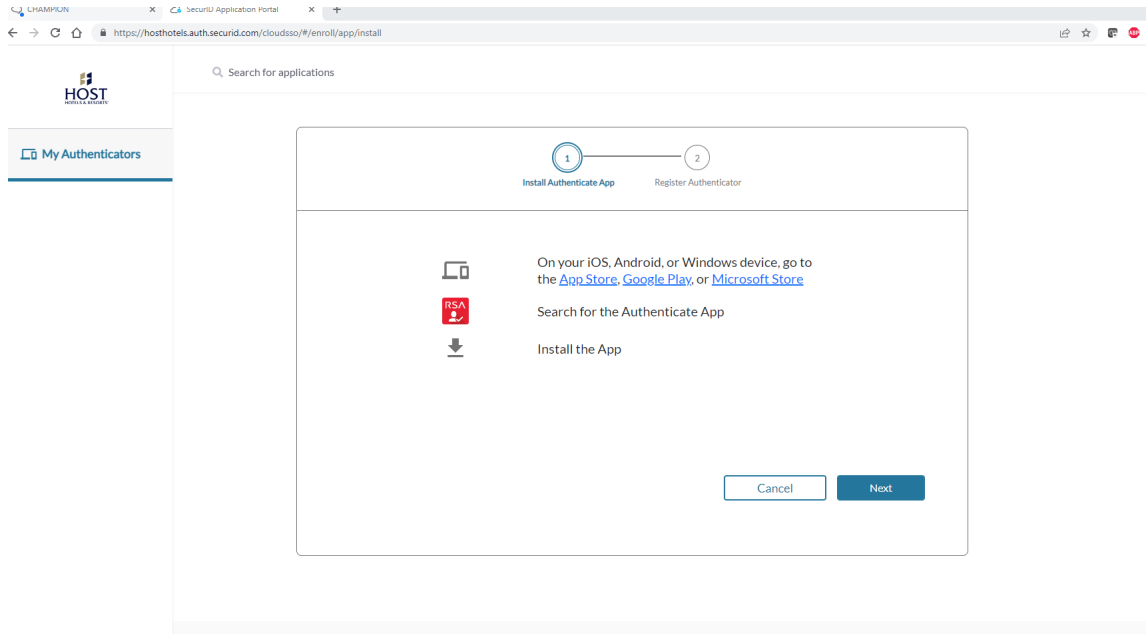 CHAMPION
SecurID Application Portal
https://hosthotels.auth.securid.com/cloudsso/#/enroll/app/install
ABP
HOST
HOTELS & RESORTS
Search for applications
My Authenticators
1
2
Install Authenticate App
Register Authenticator
On your iOS, Android, or Windows device, go to
the App Store, Google Play, or Microsoft Store
RSA
Search for the Authenticate App
Install the App
Cancel
Next